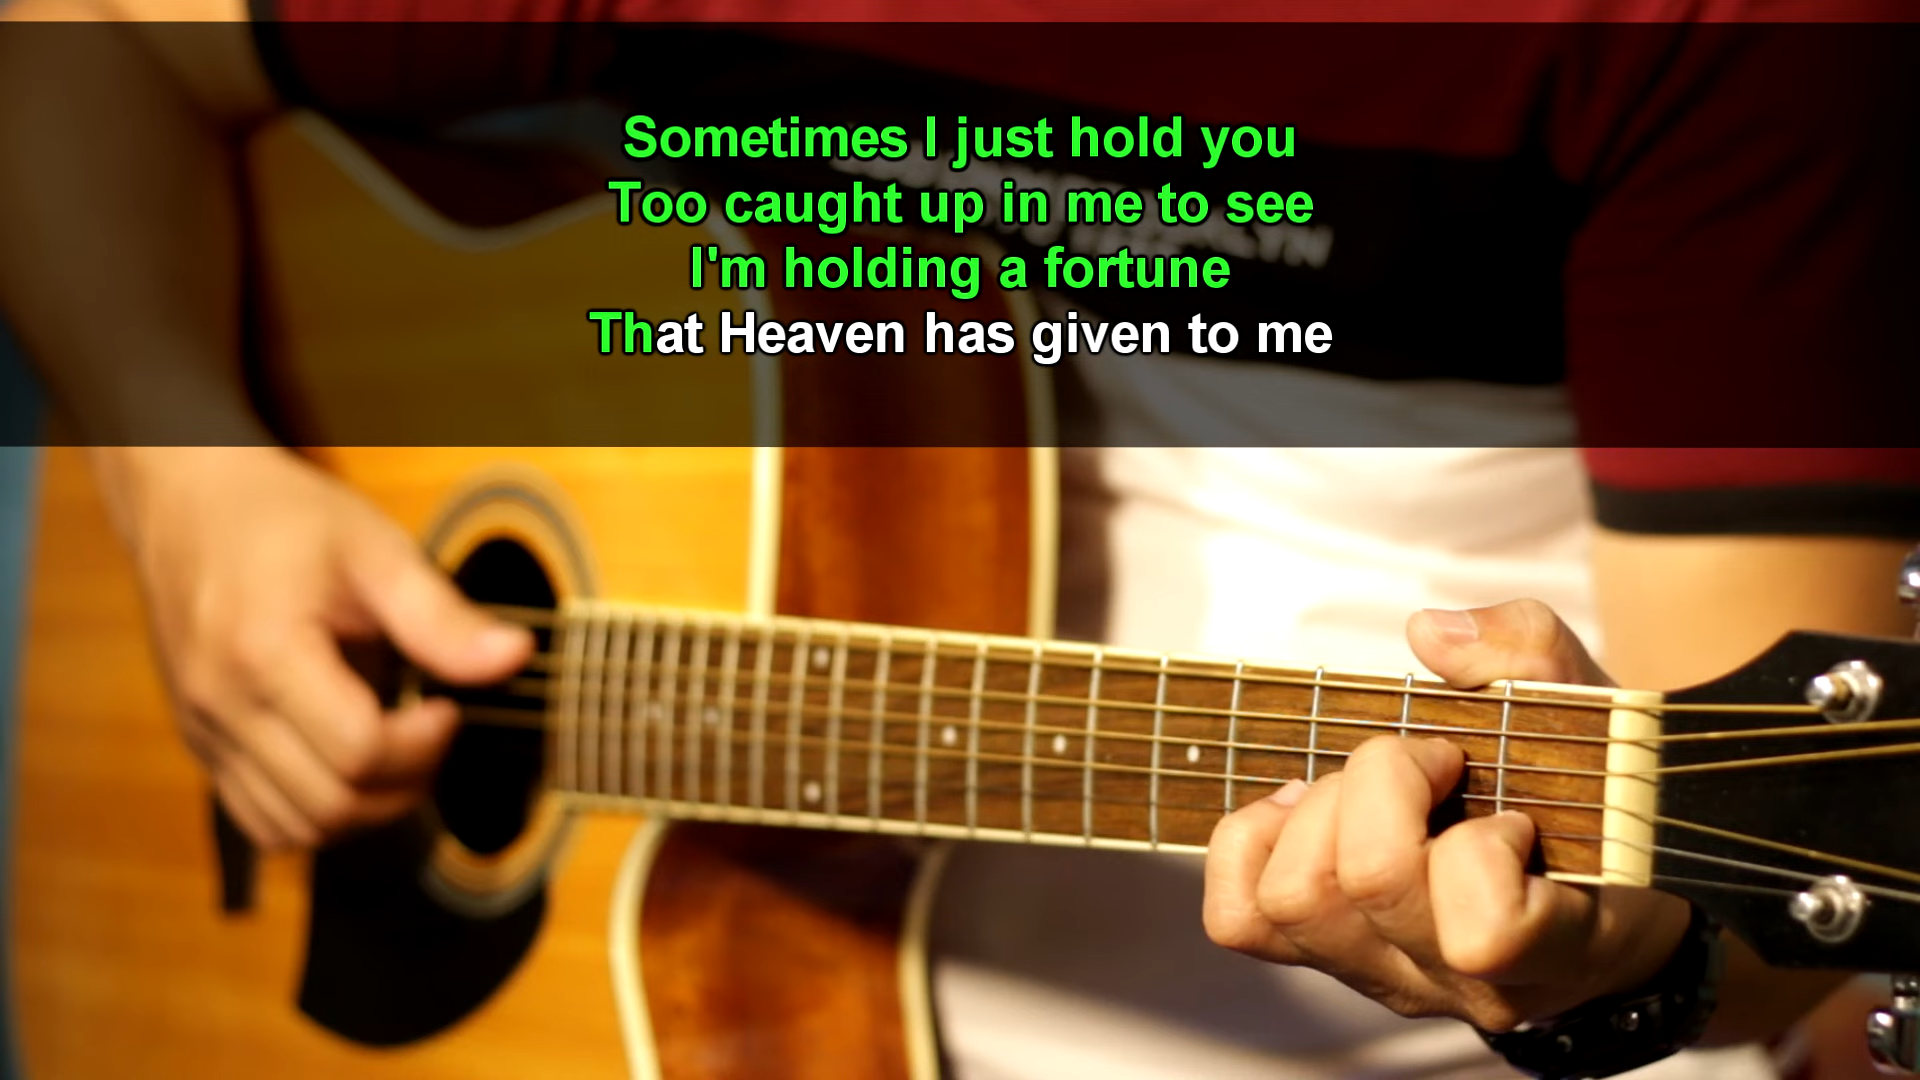 Sometimes I just hold you
Too caught up in me to see
I'm holding a fortune
That Heaven has given to me